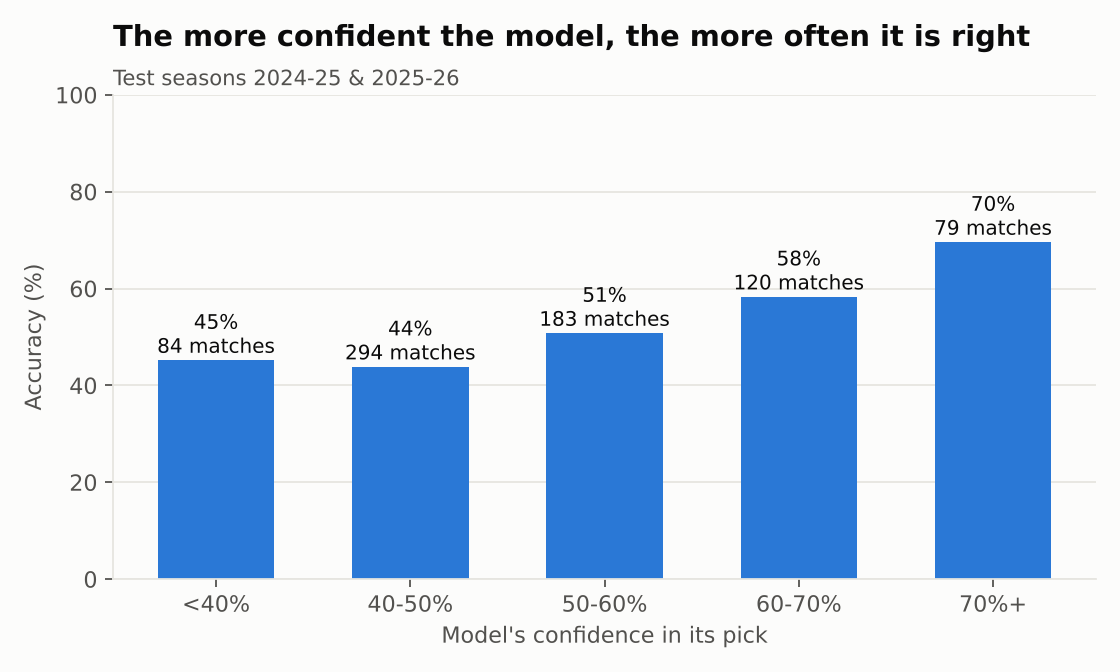 The more confident the model, the more often it is right
Test seasons 2024-25 & 2025-26
100
80
60
40
20
0
Accuracy (%)
45%
84 matches
44%
294 matches
51%
183 matches
58%
120 matches
70%
79 matches
<40%
40-50%
50-60%
60-70%
70%+
Model's confidence in its pick